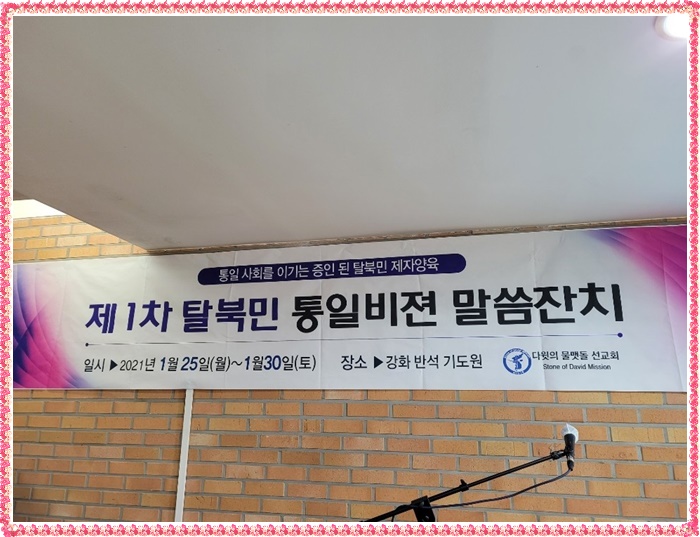 통일 사회를 이기는 증인 된 탈북민 제자양육
제1차 탈북민 통일비젼 말씀잔치
일시 ▶ 2021년 1월 25일(월)~1월30일(토) 장소 ▶ 강화 반석 기도원
다윗의 물맷돌 선교회
Stone of David Mission